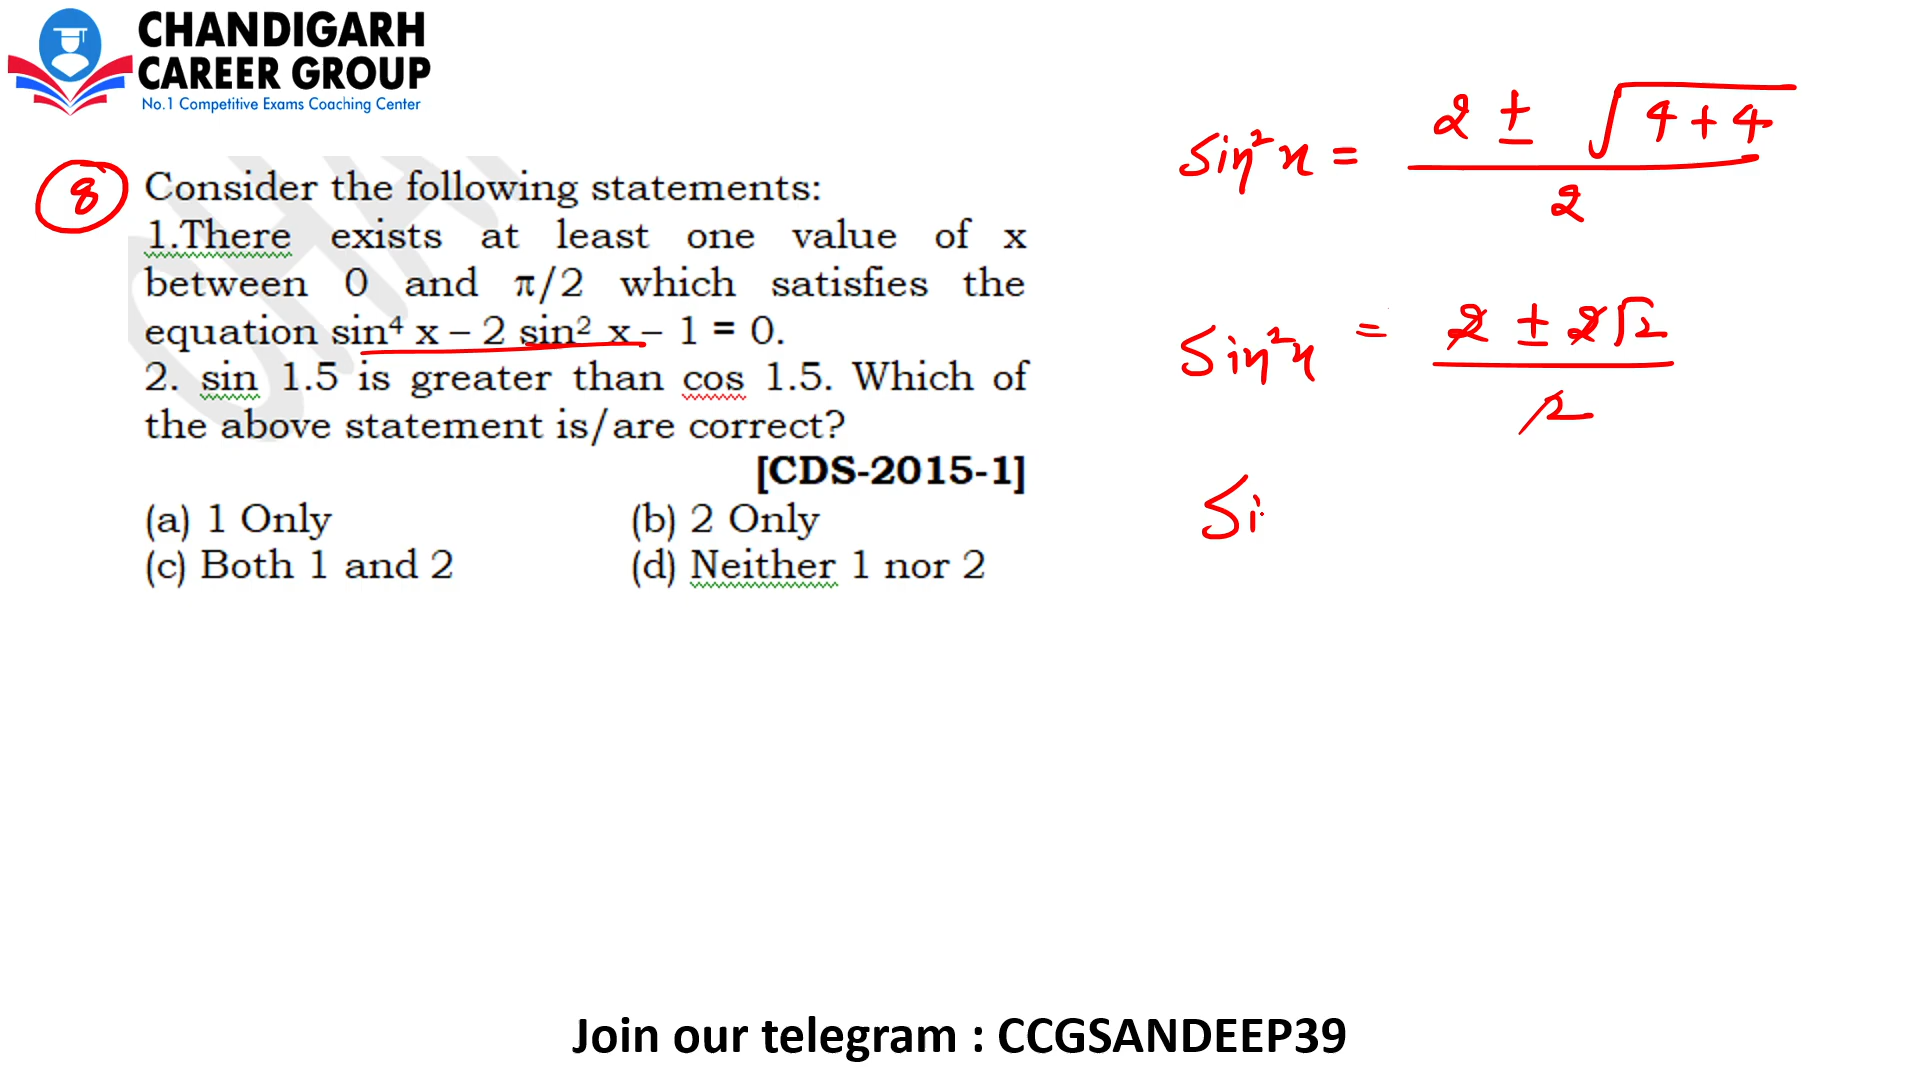 CHANDIGARH
CAREER GROUP
No.1 Competitive Exams Coaching Center
8
Consider the following statements:
1.There exists at least one value of x
between 0 and π/2 which satisfies the
equation sin⁴ x – 2 sin² x – 1 = 0.
2. sin 1.5 is greater than cos 1.5. Which of
the above statement is/are correct?
[CDS-2015-1]
(a) 1 Only (b) 2 Only
(c) Both 1 and 2 (d) Neither 1 nor 2
sin² x = (2 ± √(4 + 4)) / 2
sin² x = (2 ± 2√2) / 2
Si
Join our telegram : CCGSANDEEP39